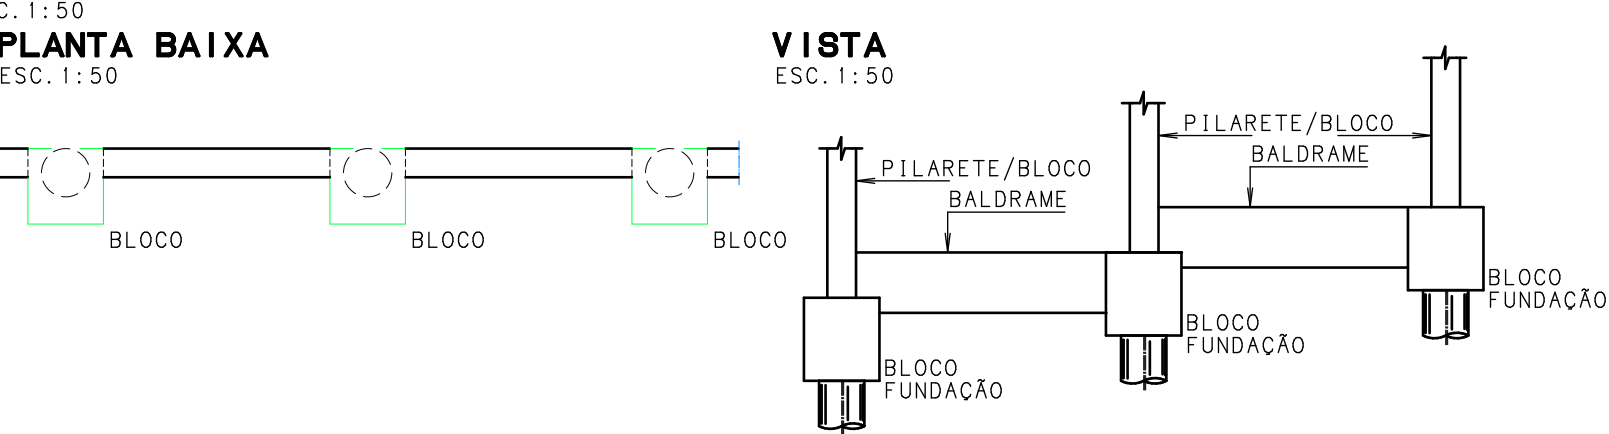 C.1:50
PLANTA BAIXA
ESC.1:50
BLOCO
BLOCO
BLOCO
VISTA
ESC.1:50
PILARETE/BLOCO
BALDRAME
PILARETE/BLOCO
BALDRAME
BLOCO
FUNDAÇÃO
BLOCO
FUNDAÇÃO
BLOCO
FUNDAÇÃO